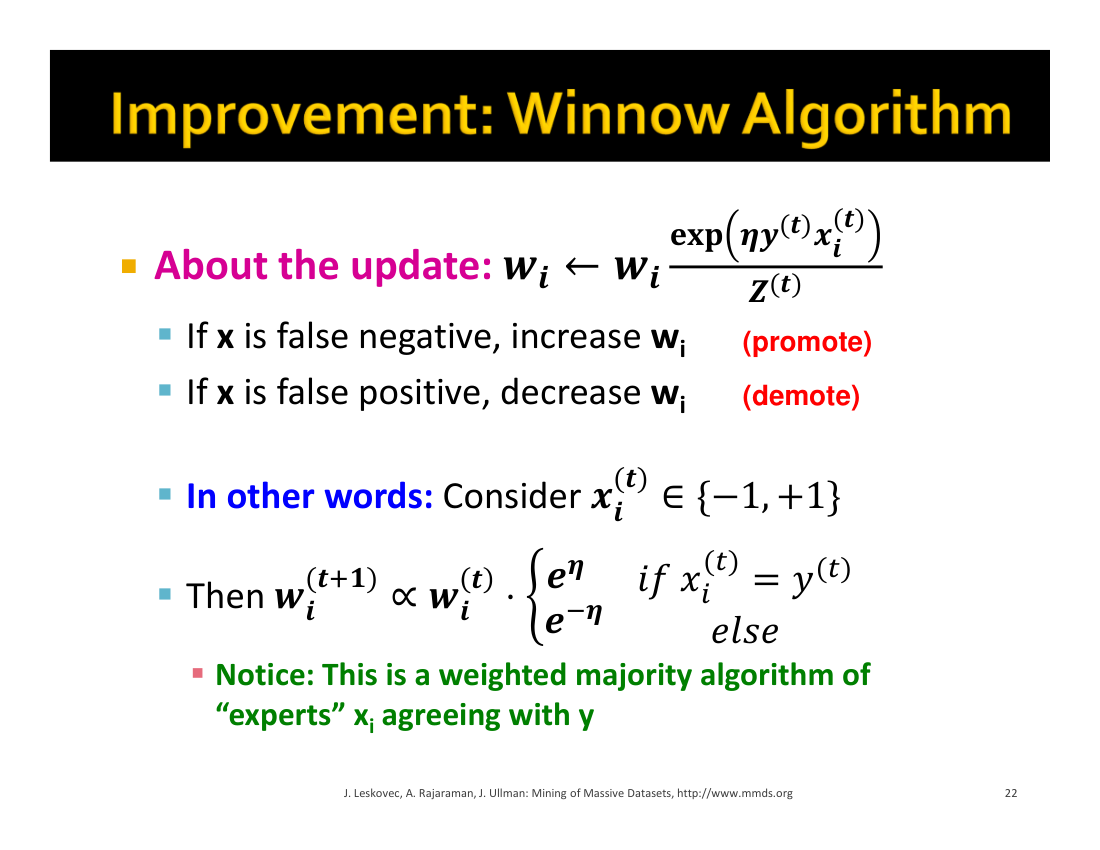 Improvement: Winnow Algorithm
▪ About the update: $w_i \leftarrow w_i \frac{\exp\left(\eta y^{(t)} x_i^{(t)}\right)}{Z^{(t)}}$
▪ If x is false negative, increase w_i (promote)
▪ If x is false positive, decrease w_i (demote)
▪ In other words: Consider $x_i^{(t)} \in \{-1, +1\}$
▪ Then $w_i^{(t+1)} \propto w_i^{(t)} \cdot \begin{cases} e^{\eta} & if\ x_i^{(t)} = y^{(t)} \\ e^{-\eta} & else \end{cases}$
▪ Notice: This is a weighted majority algorithm of
“experts” x_i agreeing with y
J. Leskovec, A. Rajaraman, J. Ullman: Mining of Massive Datasets, http://www.mmds.org 22